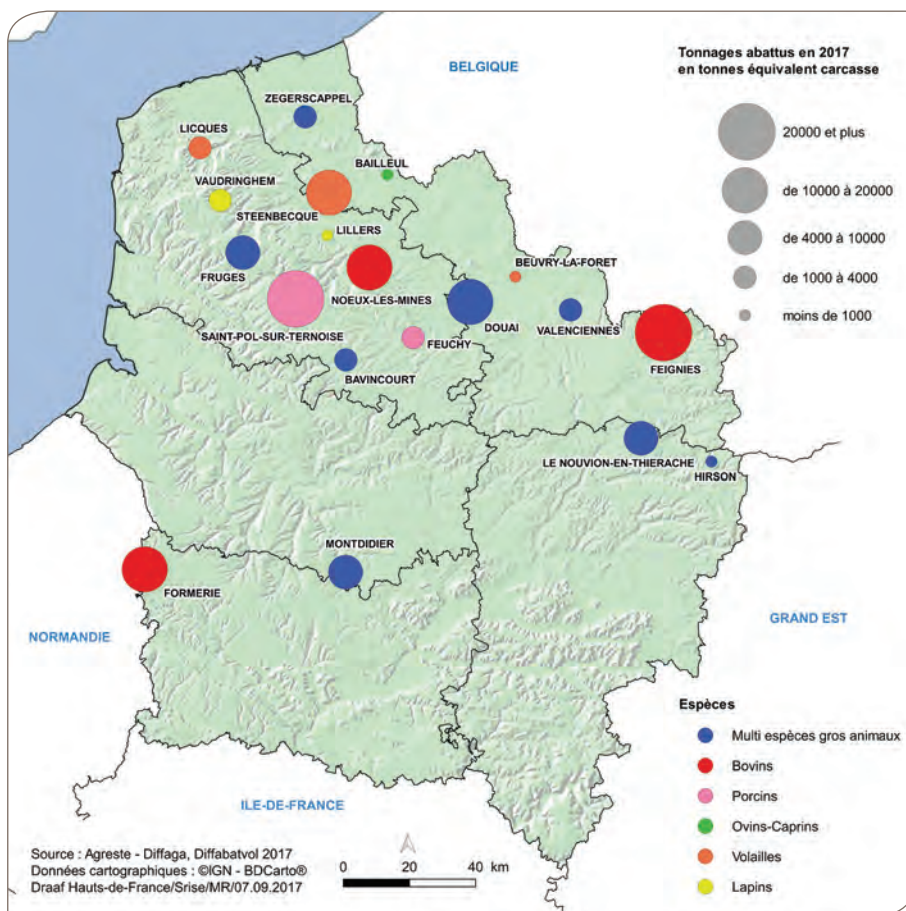 Tonnages abattus en 2017
en tonnes équivalent carcasse
20000 et plus
de 10000 à 20000
de 4000 à 10000
de 1000 à 4000
moins de 1000
BELGIQUE
ZEGERSCAPPEL
LICQUES
BAILLEUL
VAUDRINGHEM
STEENBECQUE
LILLERS
BEUVRY-LA-FORET
FRUGES
NOEUX-LES-MINES
DOUAI
VALENCIENNES
SAINT-POL-SUR-TERNOISE
FEUCHY
FEIGNIES
BAVINCOURT
LE NOUVION-EN-THIERACHE
HIRSON
MONTDIDIER
FORMERIE
NORMANDIE
GRAND EST
ILE-DE-FRANCE
Espèces
Multi espèces gros animaux
Bovins
Porcins
Ovins-Caprins
Volailles
Lapins
Source : Agreste - Diffaga, Diffabatvol 2017
Données cartographiques : ©IGN - BDCarto®
Draaf Hauts-de-France/Srise/MR/07.09.2017
0 20 40 km